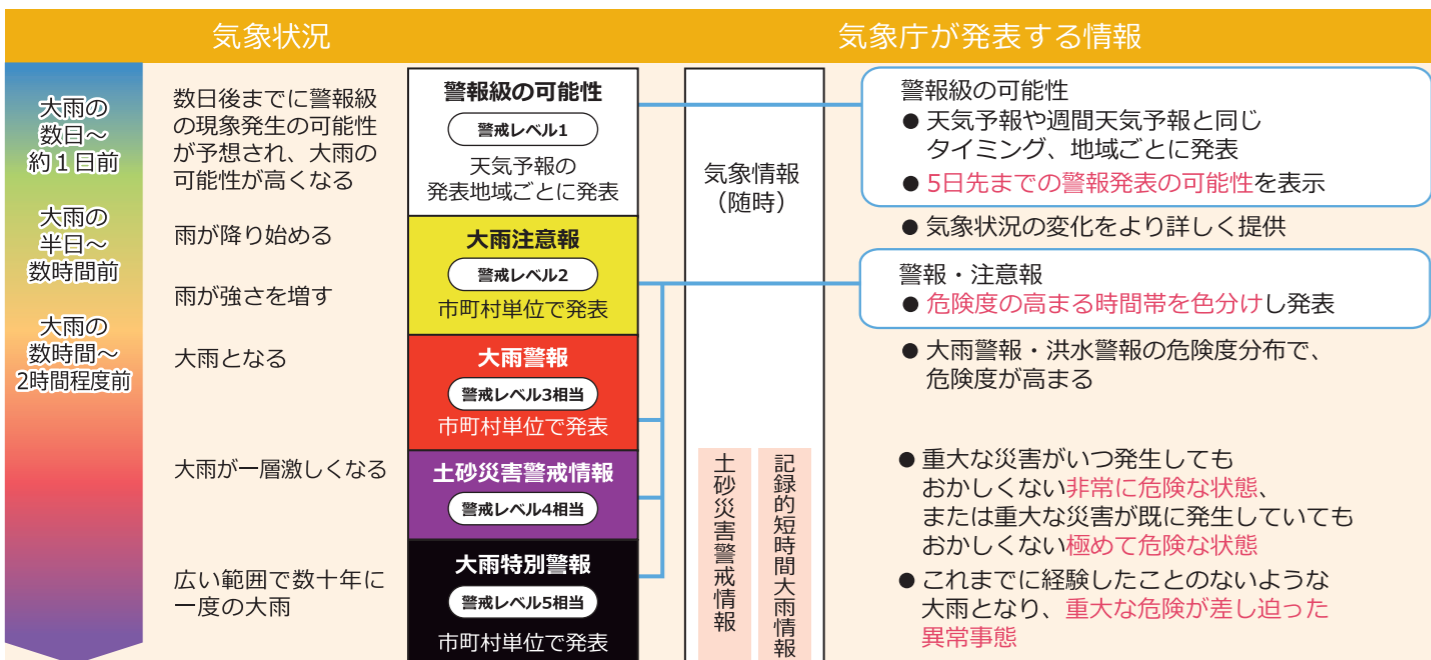 気象状況
気象庁が発表する情報
大雨の
数日～
約１日前
大雨の
半日～
数時間前
大雨の
数時間～
2時間程度前
数日後までに警報級
の現象発生の可能性
が予想され、大雨の
可能性が高くなる
雨が降り始める
雨が強さを増す
大雨となる
大雨が一層激しくなる
広い範囲で数十年に
一度の大雨
警報級の可能性
警戒レベル1
天気予報の
発表地域ごとに発表
大雨注意報
警戒レベル2
市町村単位で発表
大雨警報
警戒レベル3相当
市町村単位で発表
土砂災害警戒情報
警戒レベル4相当
大雨特別警報
警戒レベル5相当
市町村単位で発表
気象情報
（随時）
土砂災害警戒情報
記録的短時間大雨情報
警報級の可能性
● 天気予報や週間天気予報と同じ
タイミング、地域ごとに発表
● 5日先までの警報発表の可能性を表示
● 気象状況の変化をより詳しく提供
警報・注意報
● 危険度の高まる時間帯を色分けし発表
● 大雨警報・洪水警報の危険度分布で、
危険度が高まる
● 重大な災害がいつ発生しても
おかしくない非常に危険な状態、
または重大な災害が既に発生していても
おかしくない極めて危険な状態
● これまでに経験したことのないような
大雨となり、重大な危険が差し迫った
異常事態